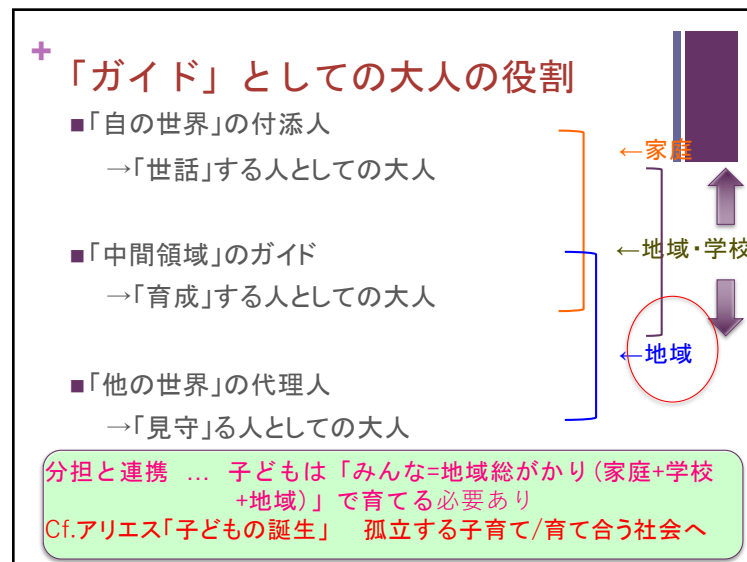 「ガイド」としての大人の役割
■「自の世界」の付添人
→「世話」する人としての大人
←家庭
■「中間領域」のガイド
←地域・学校
→「育成」する人としての大人
←地域
■「他の世界」の代理人
→「見守」る人としての大人
分担と連携 … 子どもは「みんな=地域総がかり(家庭+学校
+地域)」で育てる必要あり
Cf.アリエス「子どもの誕生」 孤立する子育て/育て合う社会へ